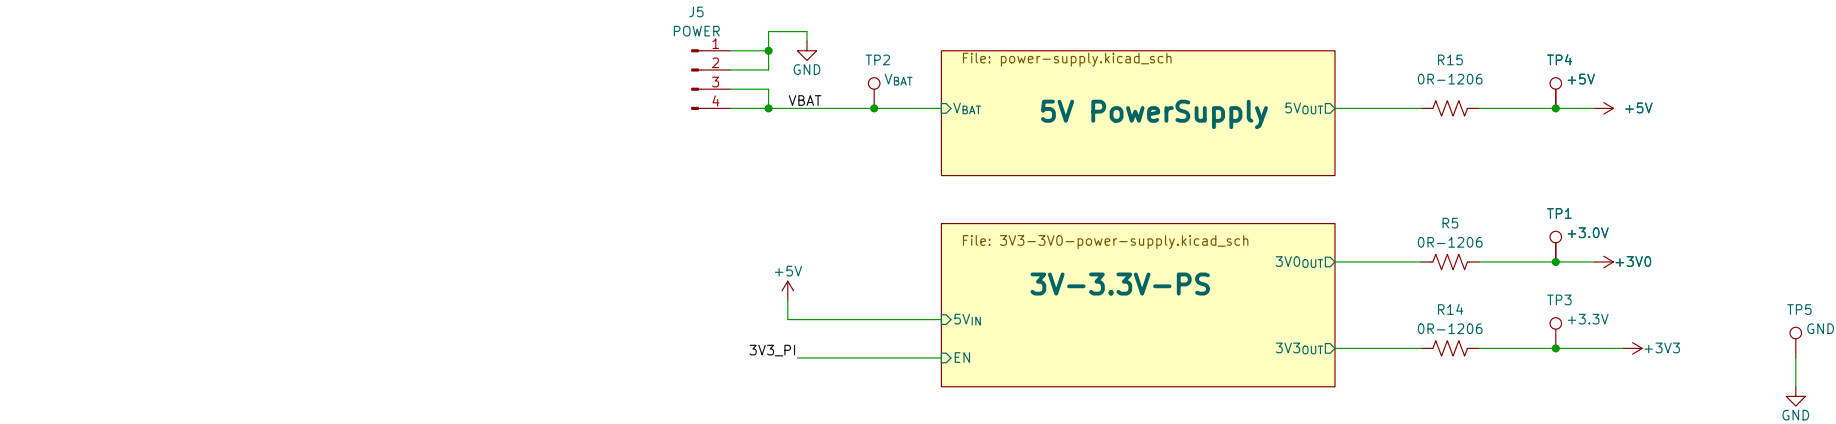 J5
POWER
1
2
3
4
GND
VBAT
TP2
VBAT
File: power-supply.kicad_sch
VBAT
5V PowerSupply
5VOUT
R15
0R-1206
TP4
+5V
+5V
File: 3V3-3V0-power-supply.kicad_sch
3V-3.3V-PS
+5V
5VIN
3V3_PI
EN
3V0OUT
3V3OUT
R5
0R-1206
TP1
+3.0V
+3V0
R14
0R-1206
TP3
+3.3V
+3V3
TP5
GND
GND